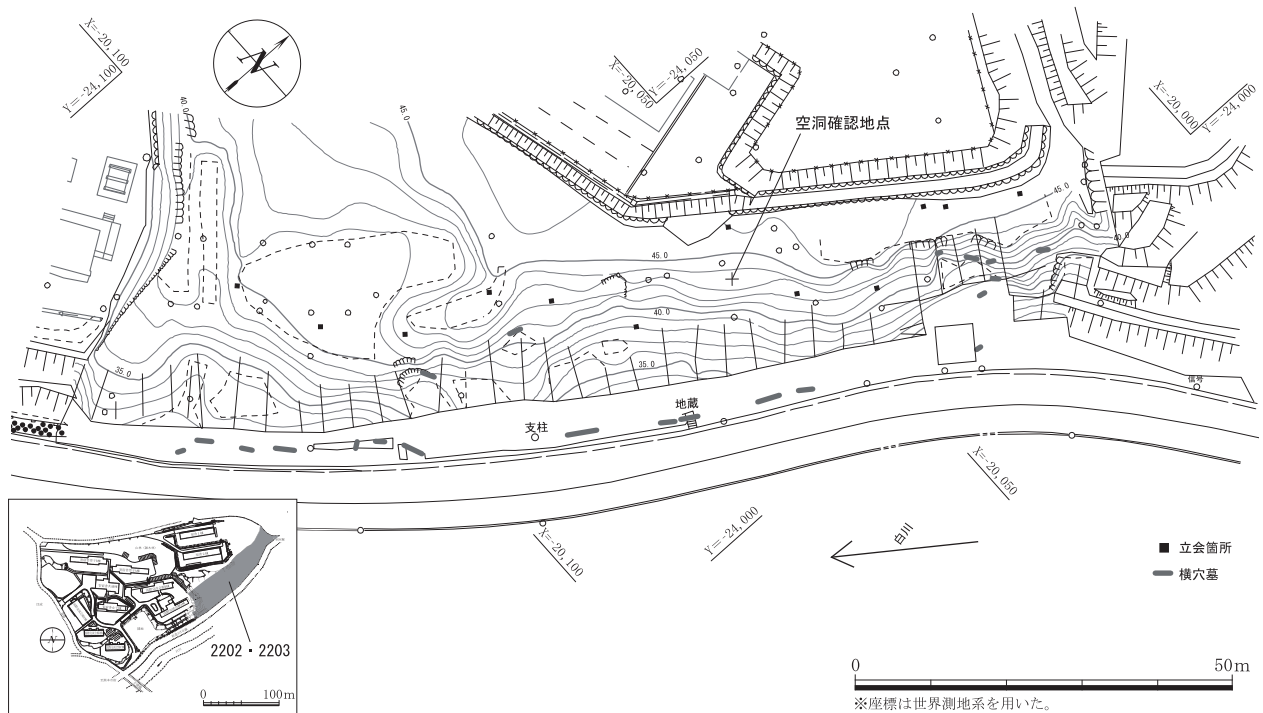 X=-20,100
Y=-24,100
N
40.0
45.0
X=-20,050
Y=-24,050
空洞確認地点
X=-20,000
Y=-24,000
45.0
40.0
45.0
40.0
35.0
35.0
信号
地蔵
支柱
X=-20,050
X=-20,100
Y=-24,000
白川
立会箇所
横穴墓
N
2202・2203
0 100m
0 50m
※座標は世界測地系を用いた。